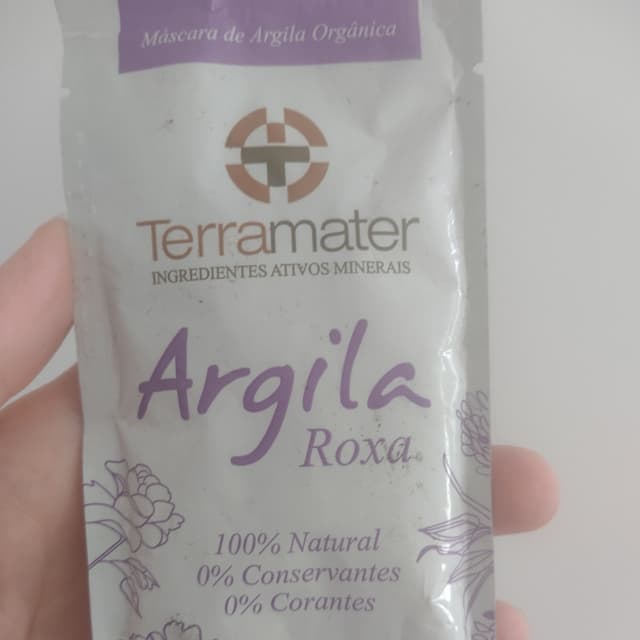 Máscara de Argila Orgânica
Terramater
INGREDIENTES ATIVOS MINERAIS
Argila
Roxa
100% Natural
0% Conservantes
0% Corantes